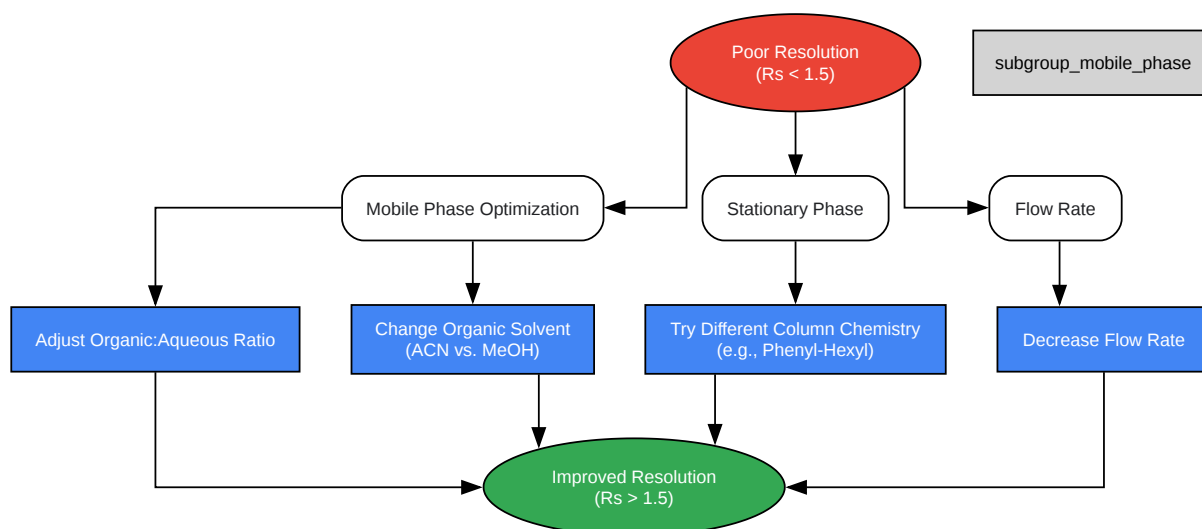 Poor Resolution
(Rs < 1.5)
subgroup_mobile_phase
Mobile Phase Optimization
Stationary Phase
Flow Rate
Adjust Organic:Aqueous Ratio
Change Organic Solvent
(ACN vs. MeOH)
Try Different Column Chemistry
(e.g., Phenyl-Hexyl)
Decrease Flow Rate
Improved Resolution
(Rs > 1.5)